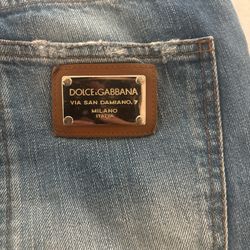 DOLCE&GABBANA
VIA SAN DAMIANO, 7
MILANO
ITALIA